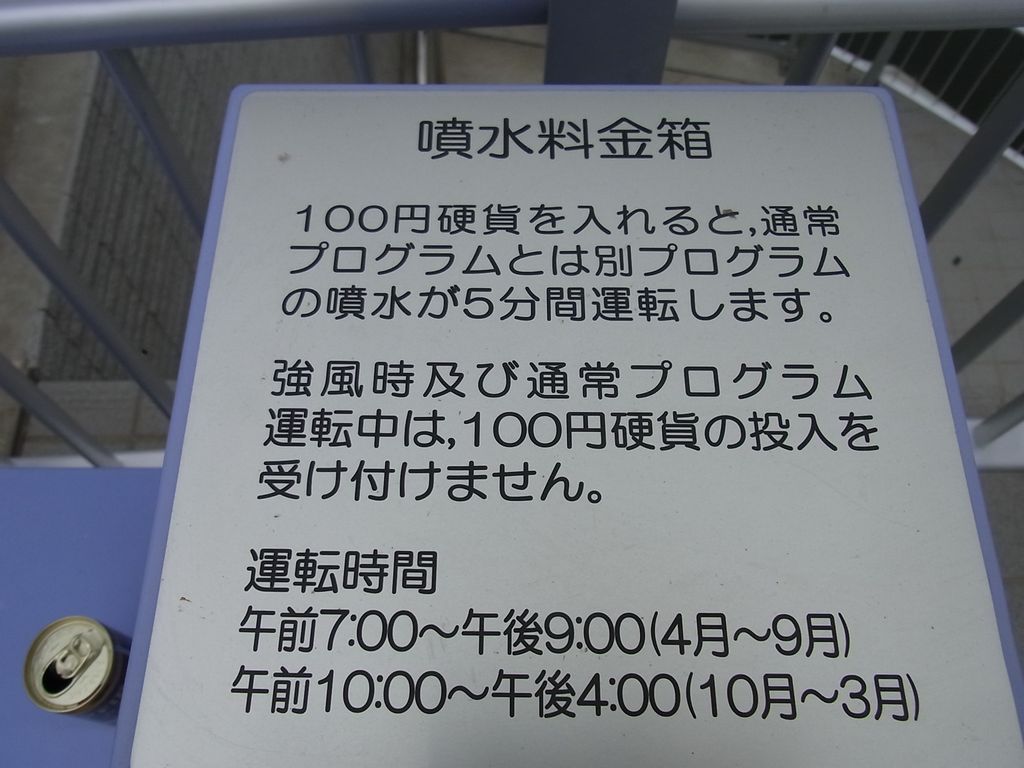 噴水料金箱
100円硬貨を入れると,通常
プログラムとは別プログラム
の噴水が5分間運転します。
強風時及び通常プログラム
運転中は,100円硬貨の投入を
受け付けません。
運転時間
午前7:00〜午後9:00(4月〜9月)
午前10:00〜午後4:00(10月〜3月)